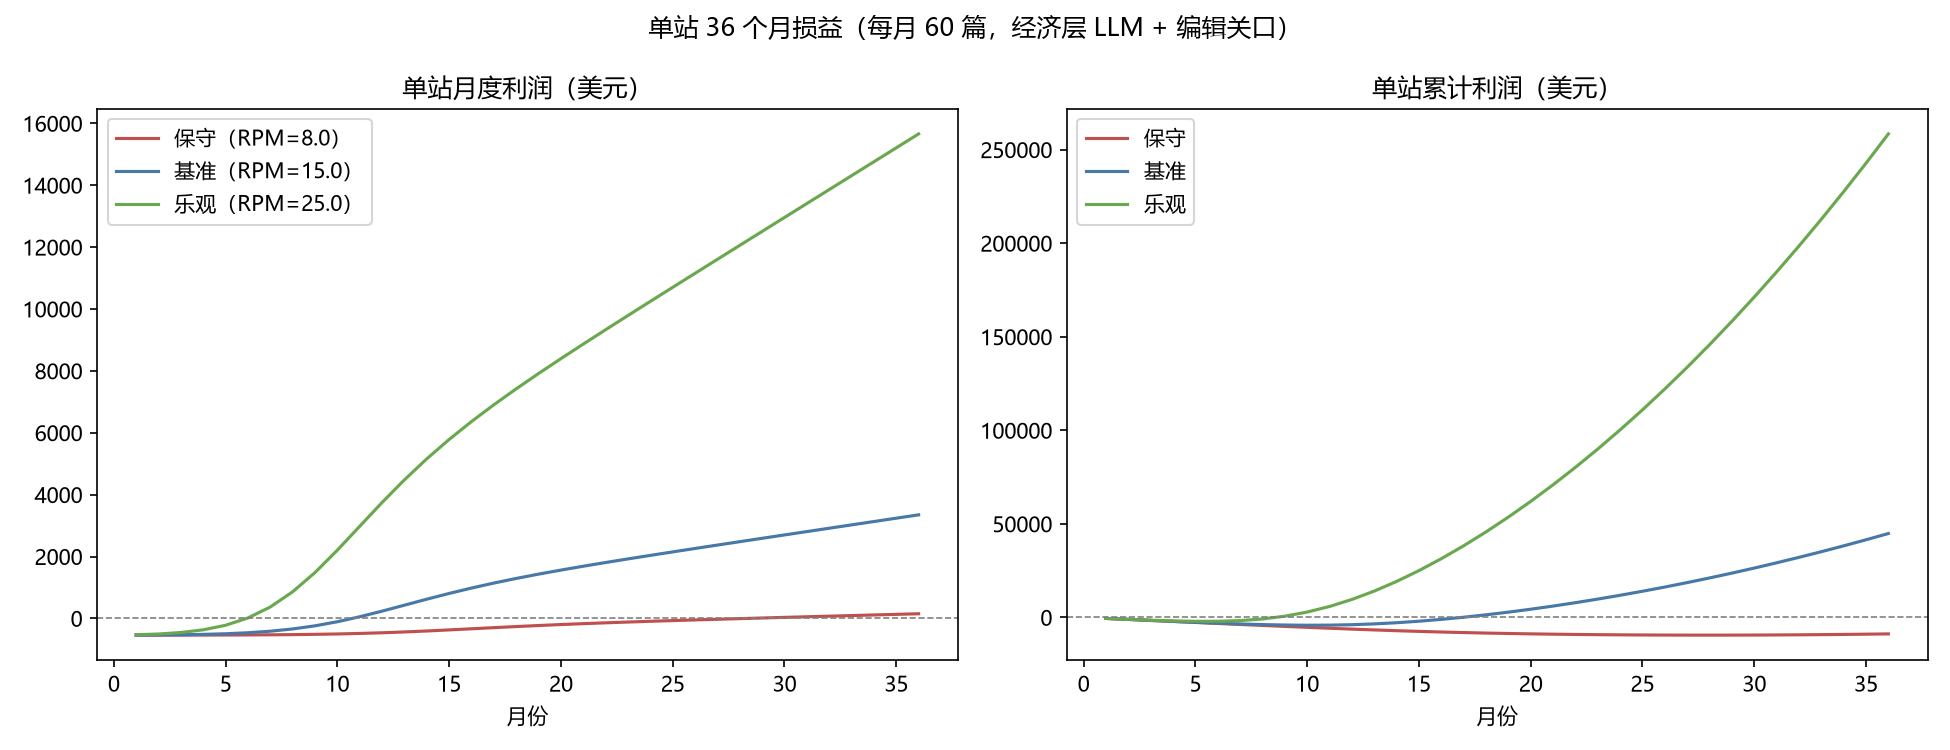 单站 36 个月损益（每月 60 篇，经济层 LLM + 编辑关口）
单站月度利润（美元）
16000
14000
12000
10000
8000
6000
4000
2000
0
保守（RPM=8.0）
基准（RPM=15.0）
乐观（RPM=25.0）
0 5 10 15 20 25 30 35
月份
单站累计利润（美元）
250000
200000
150000
100000
50000
0
保守
基准
乐观
0 5 10 15 20 25 30 35
月份